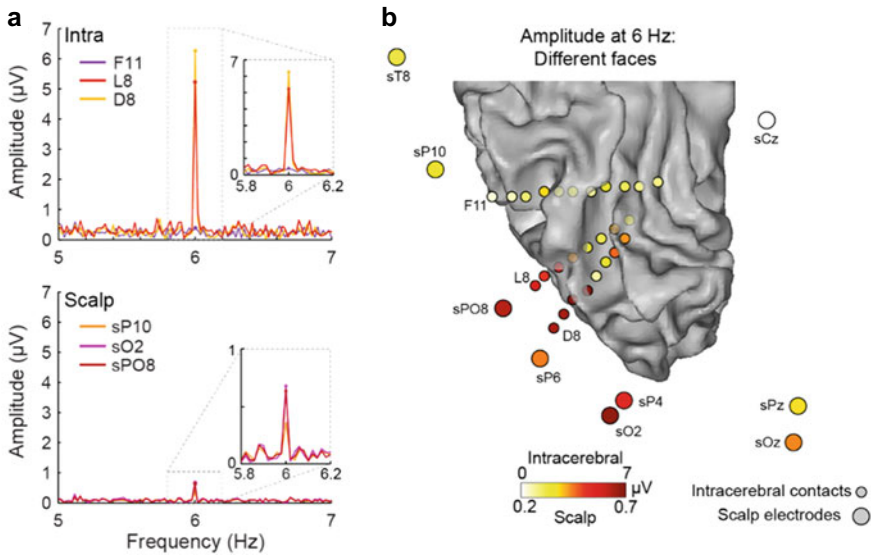 a
Intra
F11
L8
D8
Amplitude (µV)
7
6
5
4
3
2
1
0
5
6
7
7
0
5.8
6
6.2
Scalp
sP10
sO2
sPO8
Amplitude (µV)
7
6
5
4
3
2
1
0
5
6
7
1
0
5.8
6
6.2
Frequency (Hz)
b
Amplitude at 6 Hz:
Different faces
sT8
sCz
sP10
F11
L8
sPO8
D8
sP6
sP4
sO2
sPz
sOz
Intracerebral
0 7
µV
0.2 0.7
Scalp
Intracerebral contacts
Scalp electrodes